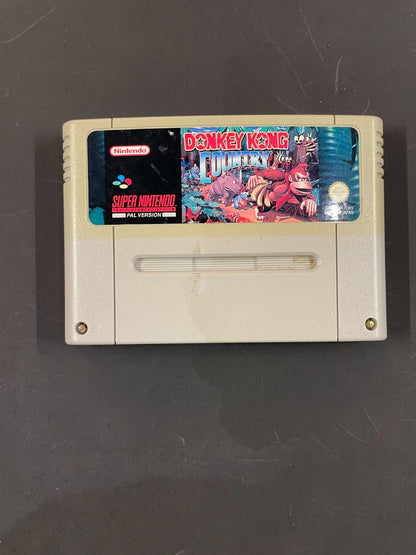 Nintendo
SUPER NINTENDO
PAL VERSION
DONKEY KONG
COUNTRY